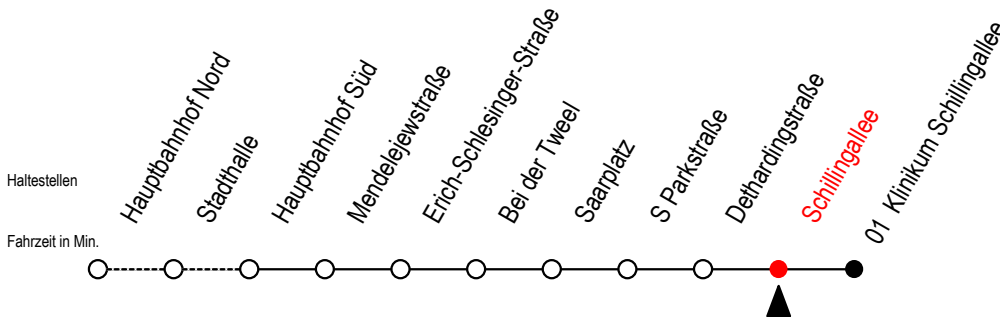 Haltestellen
Hauptbahnhof Nord
Stadthalle
Hauptbahnhof Süd
Mendelejewstraße
Erich-Schlesinger-Straße
Bei der Tweel
Saarplatz
S Parkstraße
Dethardingstraße
Schillingallee
01 Klinikum Schillingallee
Fahrzeit in Min.